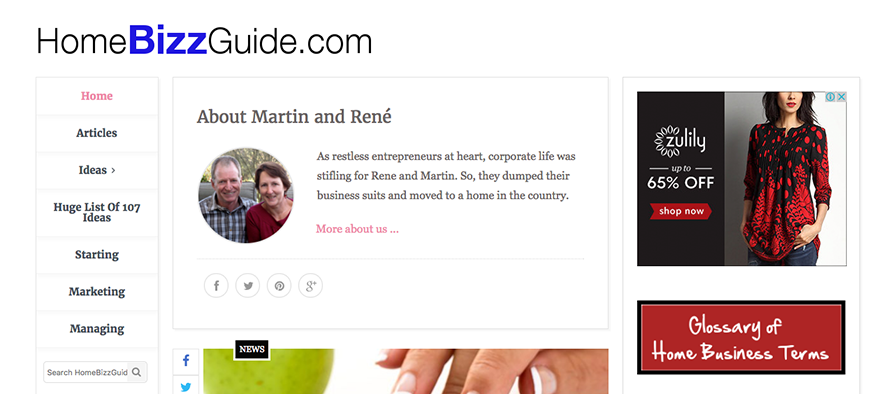 HomeBizzGuide.com
Home
Articles
Ideas ›
Huge List Of 107
Ideas
Starting
Marketing
Managing
Search HomeBizzGuid
About Martin and René
As restless entrepreneurs at heart, corporate life was
stifling for Rene and Martin. So, they dumped their
business suits and moved to a home in the country.
More about us ...
NEWS
zulily
up to
65% OFF
shop now
Glossary of
Home Business Terms